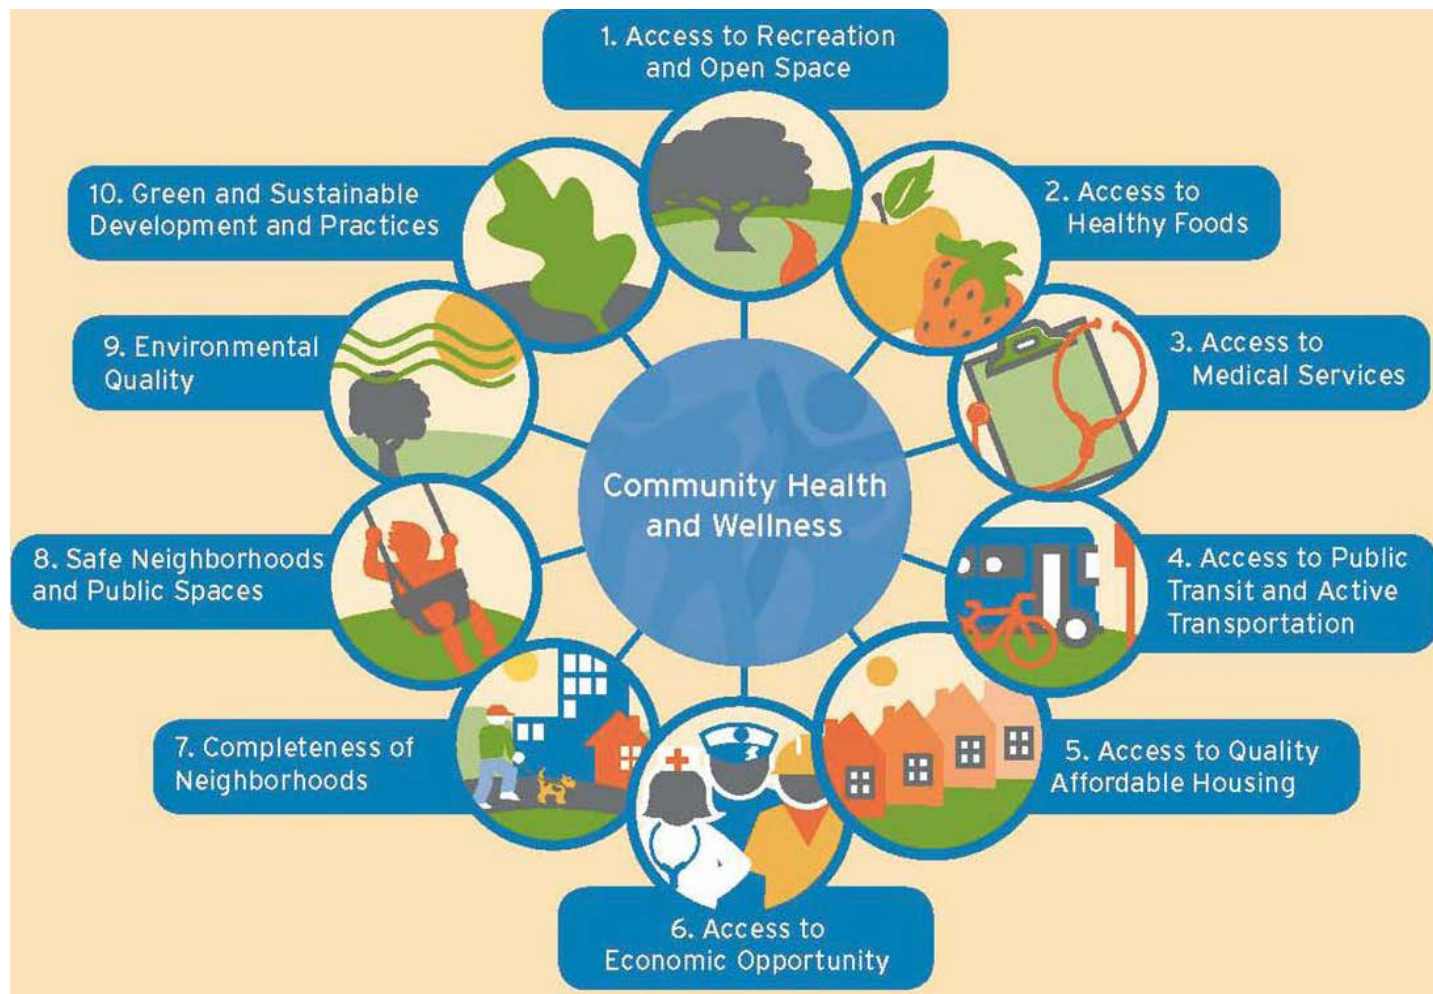 1. Access to Recreation
and Open Space
2. Access to
Healthy Foods
3. Access to
Medical Services
4. Access to Public
Transit and Active
Transportation
5. Access to Quality
Affordable Housing
6. Access to
Economic Opportunity
7. Completeness of
Neighborhoods
8. Safe Neighborhoods
and Public Spaces
9. Environmental
Quality
10. Green and Sustainable
Development and Practices
Community Health
and Wellness